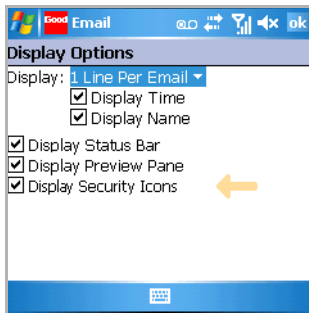 Good Email ok
Display Options
Display: 1 Line Per Email
Display Time
Display Name
Display Status Bar
Display Preview Pane
Display Security Icons